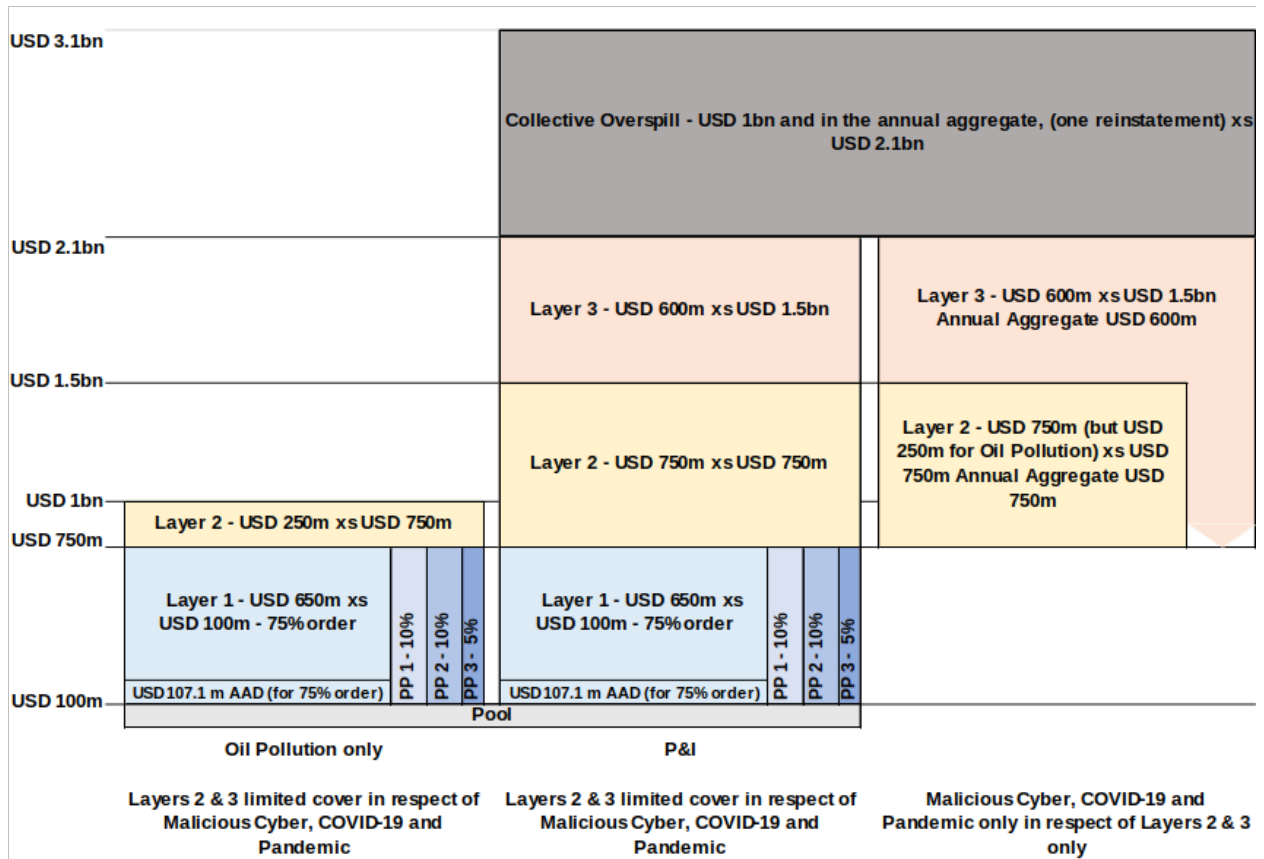 USD 3.1bn
Collective Overspill - USD 1bn and in the annual aggregate, (one reinstatement) xs
USD 2.1bn
USD 2.1bn
Layer 3 - USD 600m xs USD 1.5bn
Layer 3 - USD 600m xs USD 1.5bn
Annual Aggregate USD 600m
USD 1.5bn
Layer 2 - USD 750m xs USD 750m
Layer 2 - USD 750m (but USD
250m for Oil Pollution) xs USD
750m Annual Aggregate USD
750m
USD 1bn
Layer 2 - USD 250m xs USD 750m
USD 750m
Layer 1 - USD 650m xs
USD 100m - 75% order
PP 1 - 10%
PP 2 - 10%
PP 3 - 5%
Layer 1 - USD 650m xs
USD 100m - 75% order
PP 1 - 10%
PP 2 - 10%
PP 3 - 5%
USD 107.1 m AAD (for 75% order)
USD 107.1 m AAD (for 75% order)
USD 100m
Pool
Oil Pollution only
P&I
Layers 2 & 3 limited cover in respect of
Malicious Cyber, COVID-19 and
Pandemic
Layers 2 & 3 limited cover in respect of
Malicious Cyber, COVID-19 and
Pandemic
Malicious Cyber, COVID-19 and
Pandemic only in respect of Layers 2 & 3
only